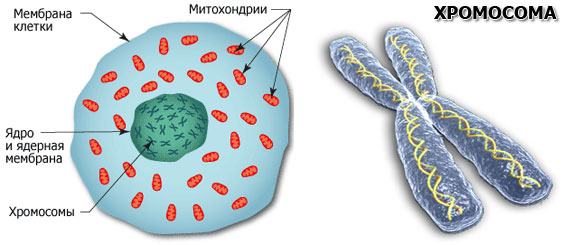 Мембрана
клетки
Митохондрии
Ядро
и ядерная
мембрана
Хромосомы
ХРОМОСОМА